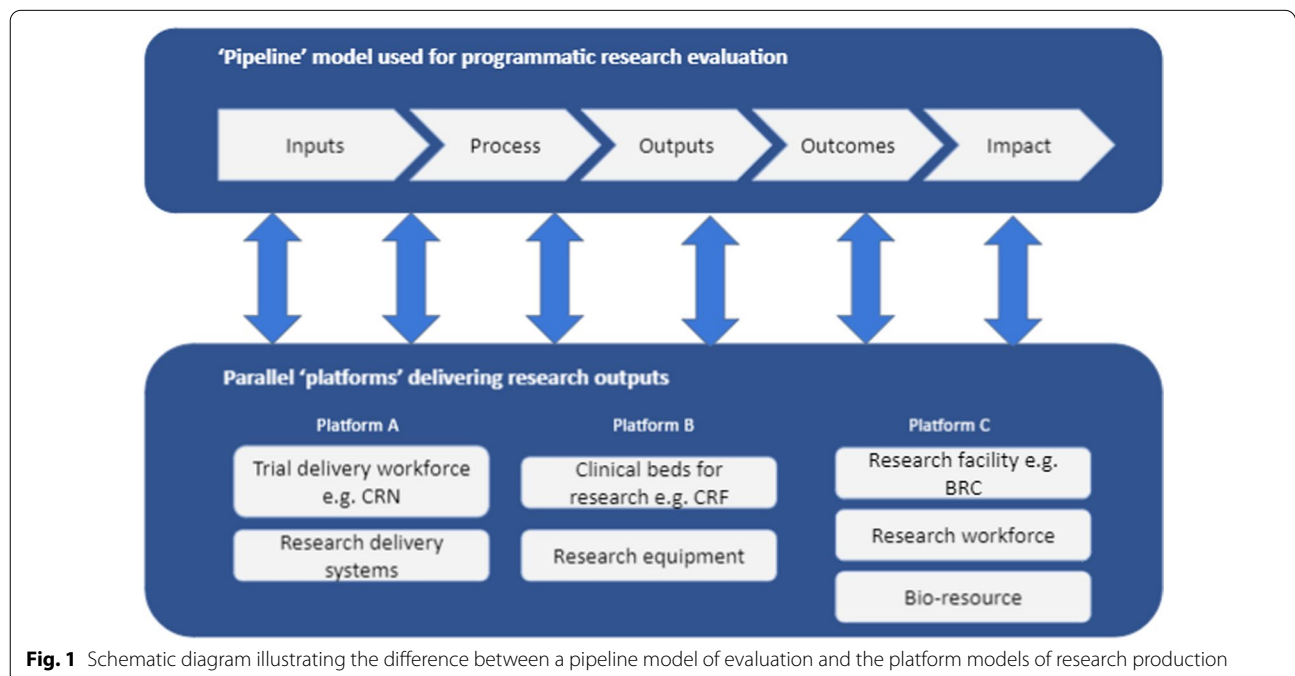 ‘Pipeline’ model used for programmatic research evaluation
Inputs
Process
Outputs
Outcomes
Impact
Parallel ‘platforms’ delivering research outputs
Platform A
Trial delivery workforce
e.g. CRN
Research delivery
systems
Platform B
Clinical beds for
research e.g. CRF
Research equipment
Platform C
Research facility e.g.
BRC
Research workforce
Bio-resource
Fig. 1 Schematic diagram illustrating the difference between a pipeline model of evaluation and the platform models of research production